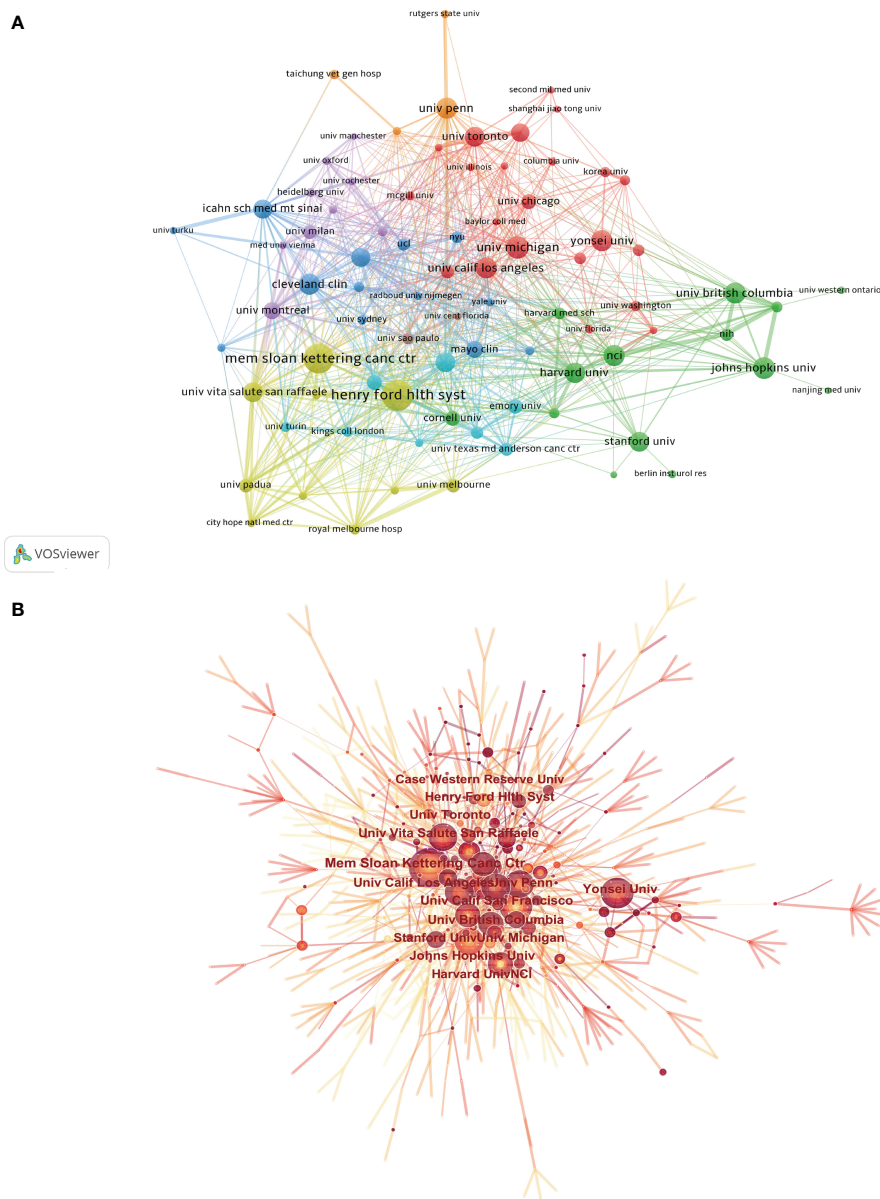 A
rutgers state univ
taichung vet gen hosp
second mil med univ
univ penn
shanghai jiao tong univ
univ manchester
univ toronto
univ oxford
univ illinois
columbia univ
korea univ
univ rochester
heidelberg univ
mcgill univ
univ chicago
icahn sch med mt sinai
baylor coll med
univ turku
univ milan
nyu
med univ vienna
ucl
univ michigan
yonsei univ
univ calif los angeles
cleveland clin
radboud univ nijmegen
yale univ
univ british columbia
univ western ontario
univ montreal
univ cent florida
harvard med sch
univ washington
univ sydney
univ florida
nih
univ sao paulo
mayo clin
mem sloan kettering canc ctr
nci
johns hopkins univ
harvard univ
univ vita salute san raffaele
henry ford hlth syst
nanjing med univ
emory univ
cornell univ
univ turin
kings coll london
stanford univ
univ texas md anderson canc ctr
berlin inst urol res
univ padua
univ melbourne
city hope natl med ctr
royal melbourne hosp
VOSviewer
B
Case Western Reserve Univ
Henry Ford Hlth Syst
Univ Toronto
Univ Vita Salute San Raffaele
Mem Sloan Kettering Canc Ctr
Univ Calif Los Angeles
Univ Penn
Yonsei Univ
Univ Calif San Francisco
Univ British Columbia
Stanford Univ
Univ Michigan
Johns Hopkins Univ
Harvard Univ
NCI